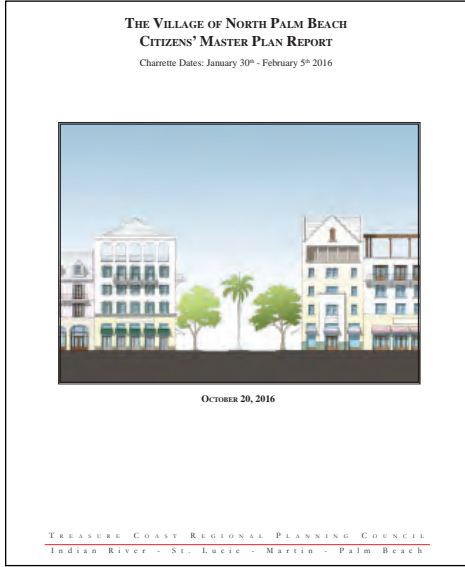 THE VILLAGE OF NORTH PALM BEACH
CITIZENS' MASTER PLAN REPORT
Charrette Dates: January 30th - February 5th 2016
OCTOBER 20, 2016
TREASURE COAST REGIONAL PLANNING COUNCIL
Indian River - St. Lucie - Martin - Palm Beach